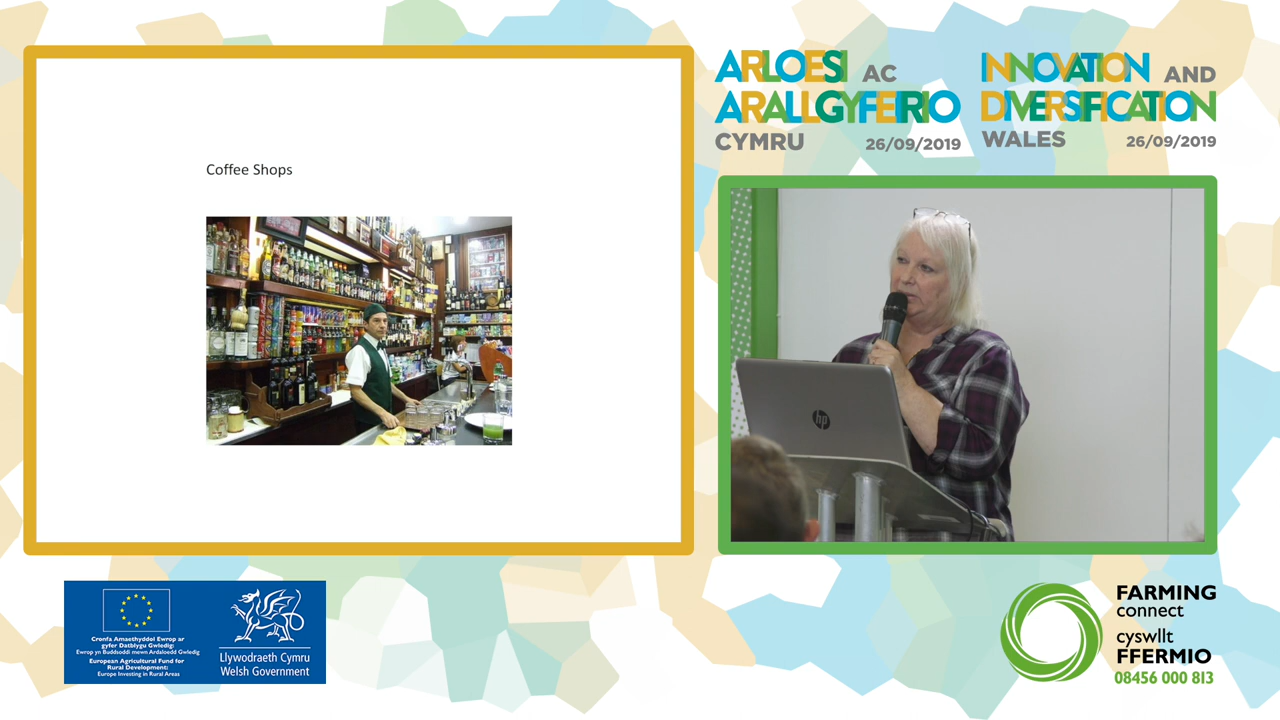 Coffee Shops
ARLOESI AC
ARALLGYFEIRIO
CYMRU 26/09/2019
INNOVATION AND
DIVERSIFICATION
WALES 26/09/2019
hp
Cronfa Amaethyddol Ewrop ar
gyfer Datblygu Gwledig:
Ewrop yn Buddsoddi mewn Ardaloedd Gwledig
European Agricultural Fund for
Rural Development:
Europe Investing in Rural Areas
Llywodraeth Cymru
Welsh Government
FARMING
connect
cyswllt
FFERMIO
08456 000 813